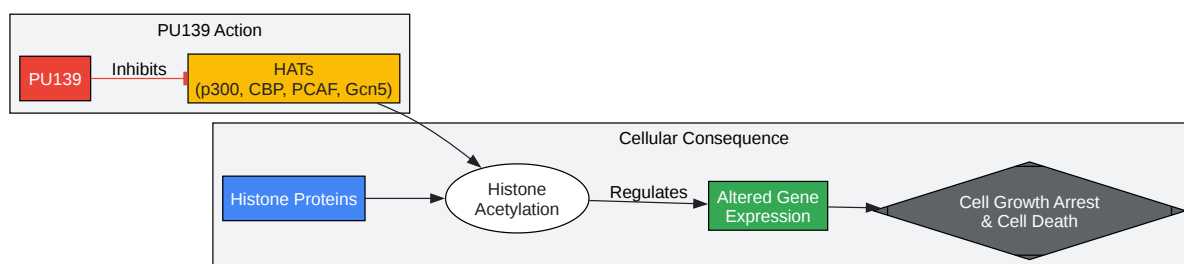 PU139 Action
PU139
Inhibits
HATs
(p300, CBP, PCAF, Gcn5)
Cellular Consequence
Histone Proteins
Histone
Acetylation
Regulates
Altered Gene
Expression
Cell Growth Arrest
& Cell Death